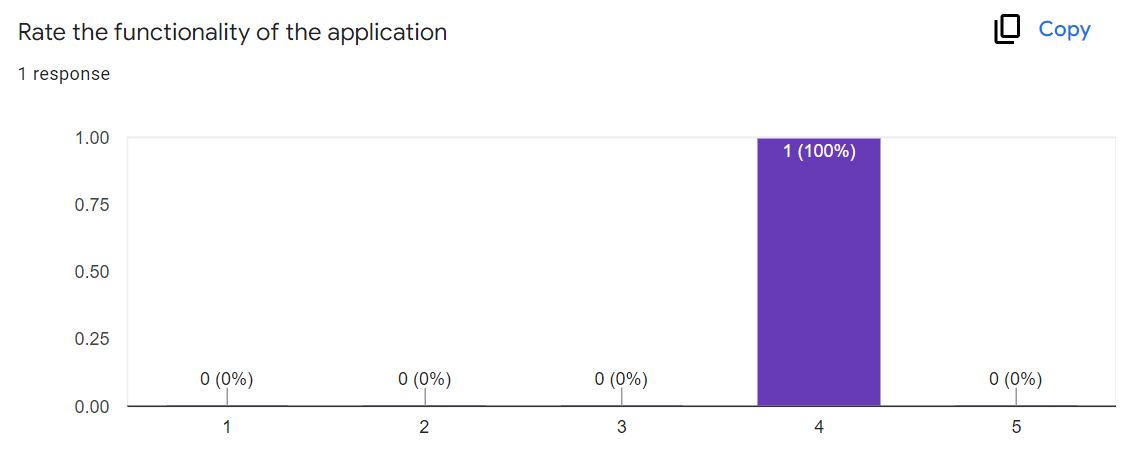 Rate the functionality of the application
Copy
1 response
1.00
1 (100%)
0.75
0.50
0.25
0 (0%) 0 (0%) 0 (0%) 0 (0%)
0.00
1 2 3 4 5